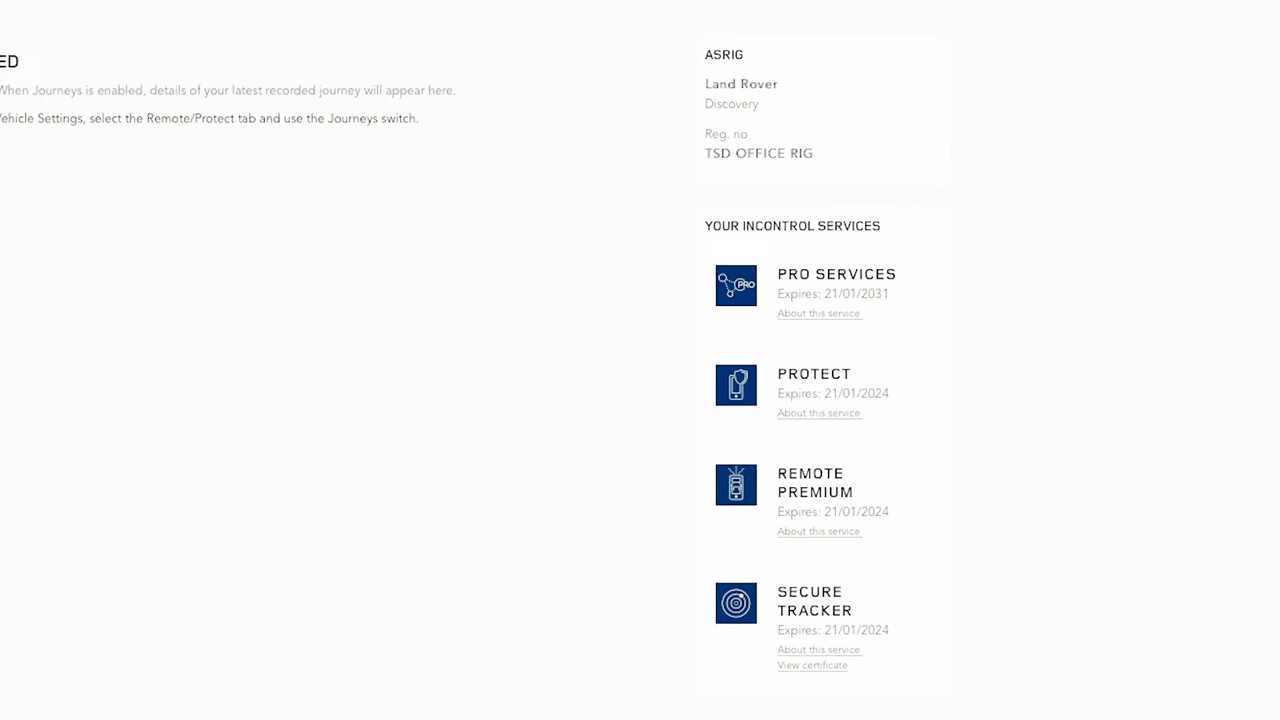 ED
When Journeys is enabled, details of your latest recorded journey will appear here.
Vehicle Settings, select the Remote/Protect tab and use the Journeys switch.
ASRIG
Land Rover
Discovery
Reg. no
TSD OFFICE RIG
YOUR INCONTROL SERVICES
PRO
PRO SERVICES
Expires: 21/01/2031
About this service
PROTECT
Expires: 21/01/2024
About this service
REMOTE
PREMIUM
Expires: 21/01/2024
About this service
SECURE
TRACKER
Expires: 21/01/2024
About this service
View certificate